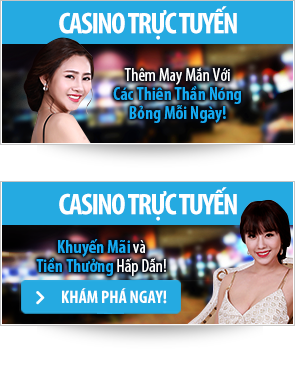 CASINO TRỰC TUYẾN
Thêm May Mắn Với
Các Thiên Thần Nóng
Bỏng Mỗi Ngày!
CASINO TRỰC TUYẾN
Khuyến Mãi và
Tiền Thưởng Hấp Dẫn!
KHÁM PHÁ NGAY!